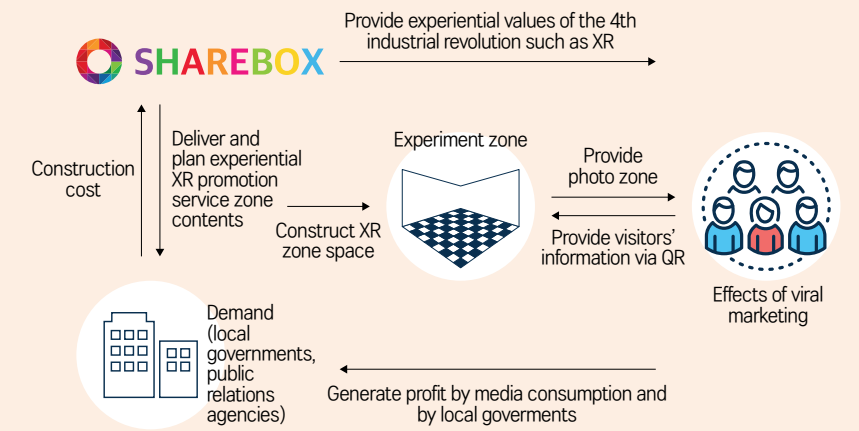 Provide experiential values of the 4th
industrial revolution such as XR
SHAREBOX
Construction
cost
Deliver and
plan experiential
XR promotion
service zone
contents
Construct XR
zone space
Experiment zone
Provide
photo zone
Provide visitors'
information via QR
Effects of viral
marketing
Demand
(local
governments,
public
relations
agencies)
Generate profit by media consumption and
by local goverments